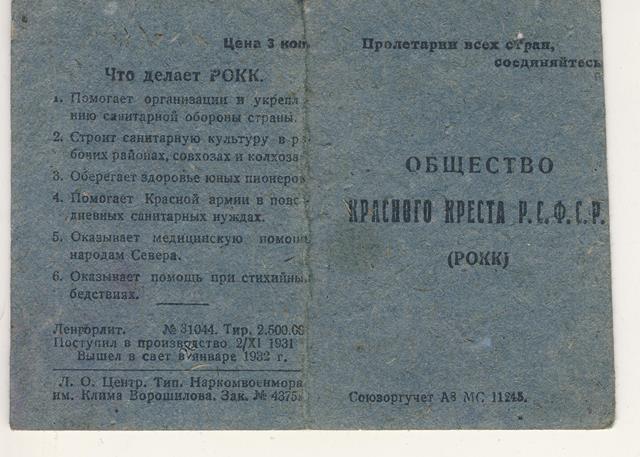 Цена 3 коп
Что делает РОКК.
1. Помогает организации и укрепл
нию санитарной обороны страны.
2. Строит санитарную культуру в р
бочих районах, совхозах и колхоза
3. Оберегает здоровье юных пионеров
4. Помогает Красной армии в повс
дневных санитарных нуждах.
5. Оказывает медицинскую помощ
народам Севера.
6. Оказывает помощь при стихийны
бедствиях.
Ленгорлит. № 31044. Тир. 2.500.00
Поступил в производство 2/XI 1931
Вышел в свет в январе 1932 г.
Л. О. Центр. Тип. Наркомвоенмора
им. Клима Ворошилова. Зак. № 4375
Пролетарии всех стран,
соединяйтесь
ОБЩЕСТВО
КРАСНОГО КРЕСТА Р.С.Ф.С.Р.
(РОКК)
Союзоргучет А8 МС 11245.